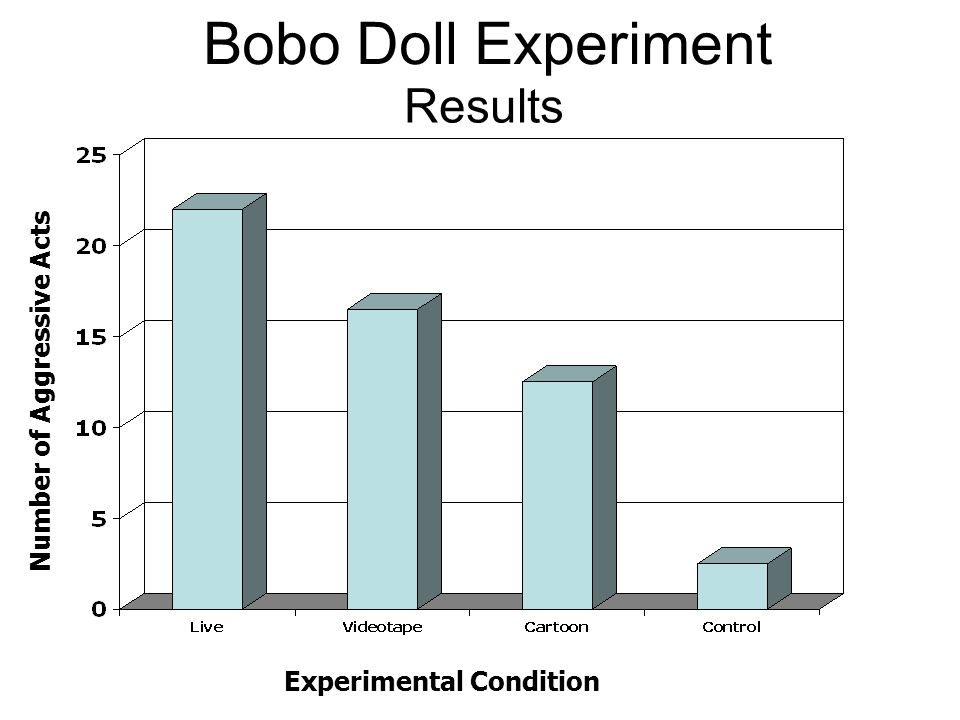 Bobo Doll Experiment
Results
25
20
15
10
5
0
Number of Aggressive Acts
Live Videotape Cartoon Control
Experimental Condition